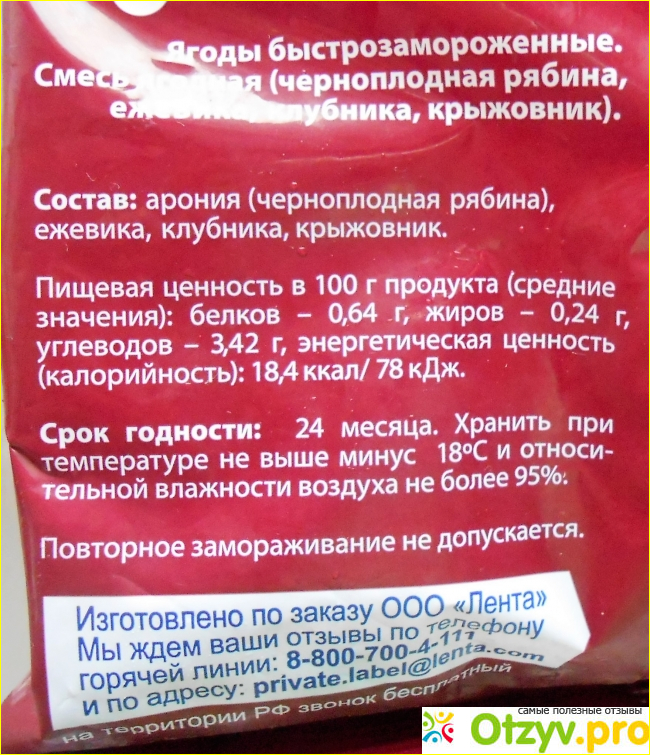 Ягоды быстрозамороженные.
Смесь ягодная (черноплодная рябина,
ежевика, клубника, крыжовник).
Состав: арония (черноплодная рябина),
ежевика, клубника, крыжовник.
Пищевая ценность в 100 г продукта (средние
значения): белков – 0,64 г, жиров – 0,24 г,
углеводов – 3,42 г, энергетическая ценность
(калорийность): 18,4 ккал/ 78 кДж.
Срок годности: 24 месяца. Хранить при
температуре не выше минус 18ºС и относи-
тельной влажности воздуха не более 95%.
Повторное замораживание не допускается.
Изготовлено по заказу ООО «Лента»
Мы ждем ваши отзывы по телефону
горячей линии: 8-800-700-4-111
и по адресу: private.label@lenta.com
на территории РФ звонок бесплатный
самые полезные отзывы
Otzyv.pro